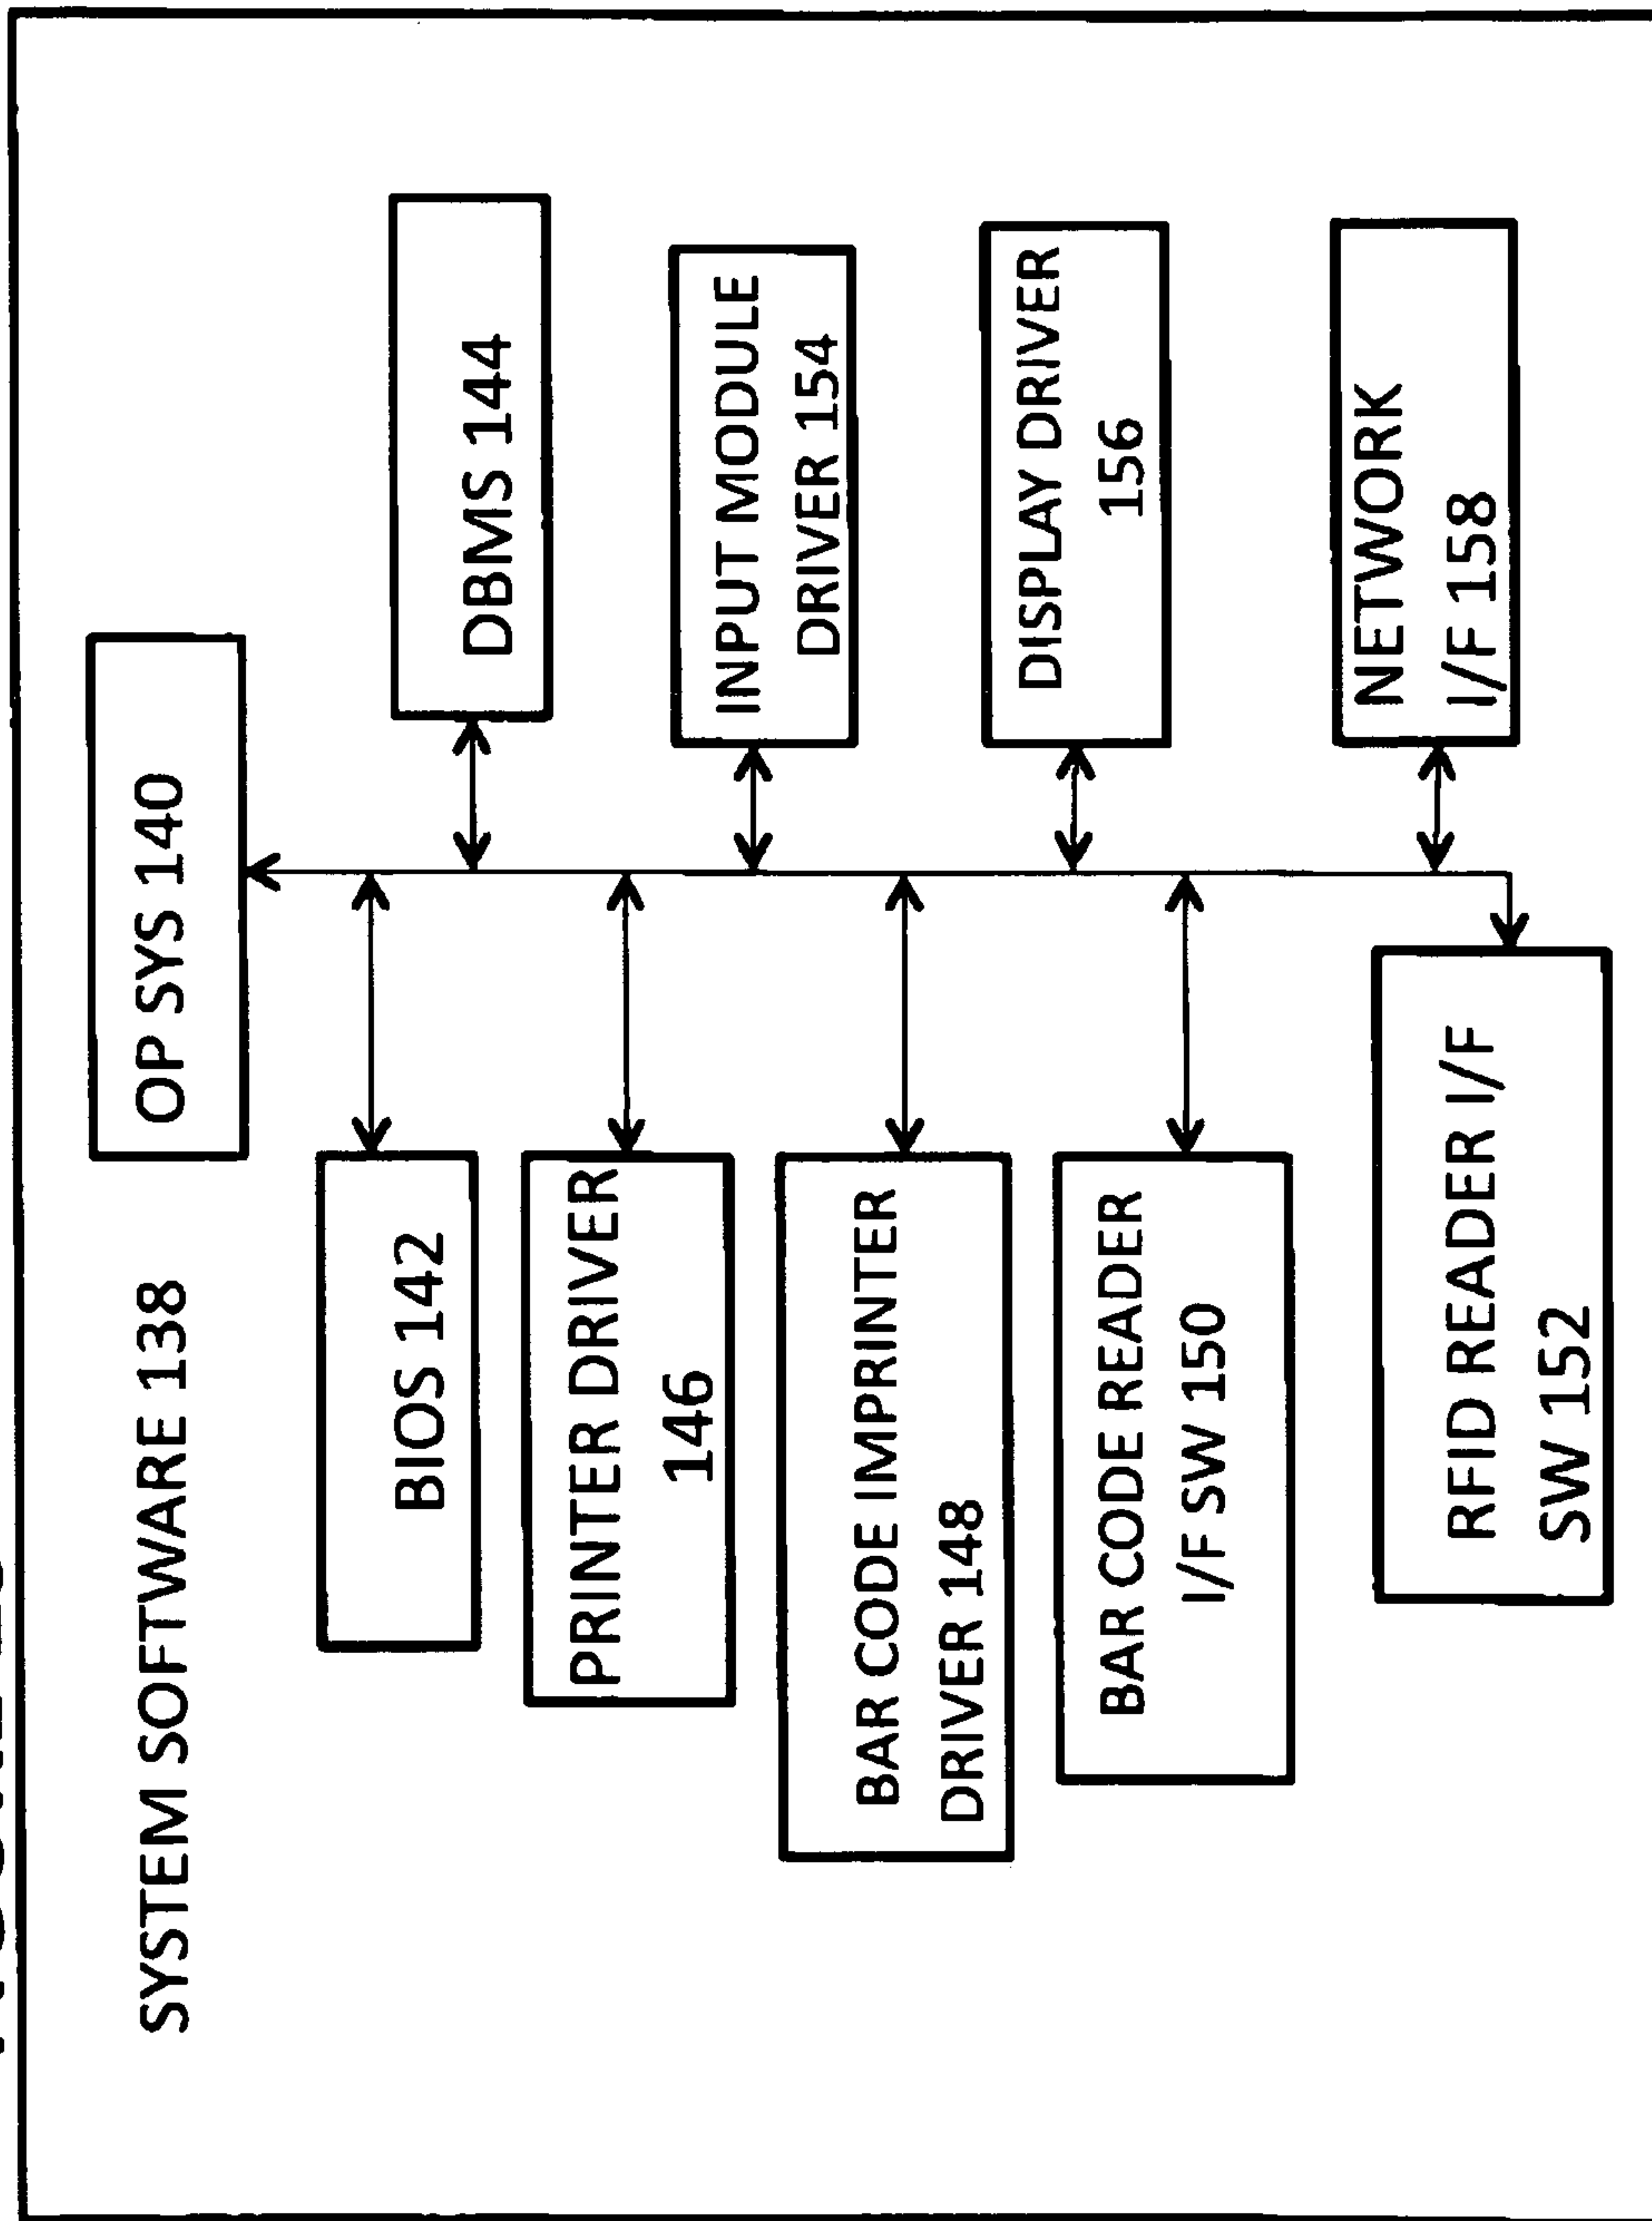 SYSTEM SOFTWARE 138
OP SYS 140
BIOS 142
DBMS 144
PRINTER DRIVER
146
INPUT MODULE
DRIVER 154
BAR CODE IMPRINTER
DRIVER 148
DISPLAY DRIVER
156
BAR CODE READER
I/F SW 150
NETWORK
I/F 158
RFID READER I/F
SW 152